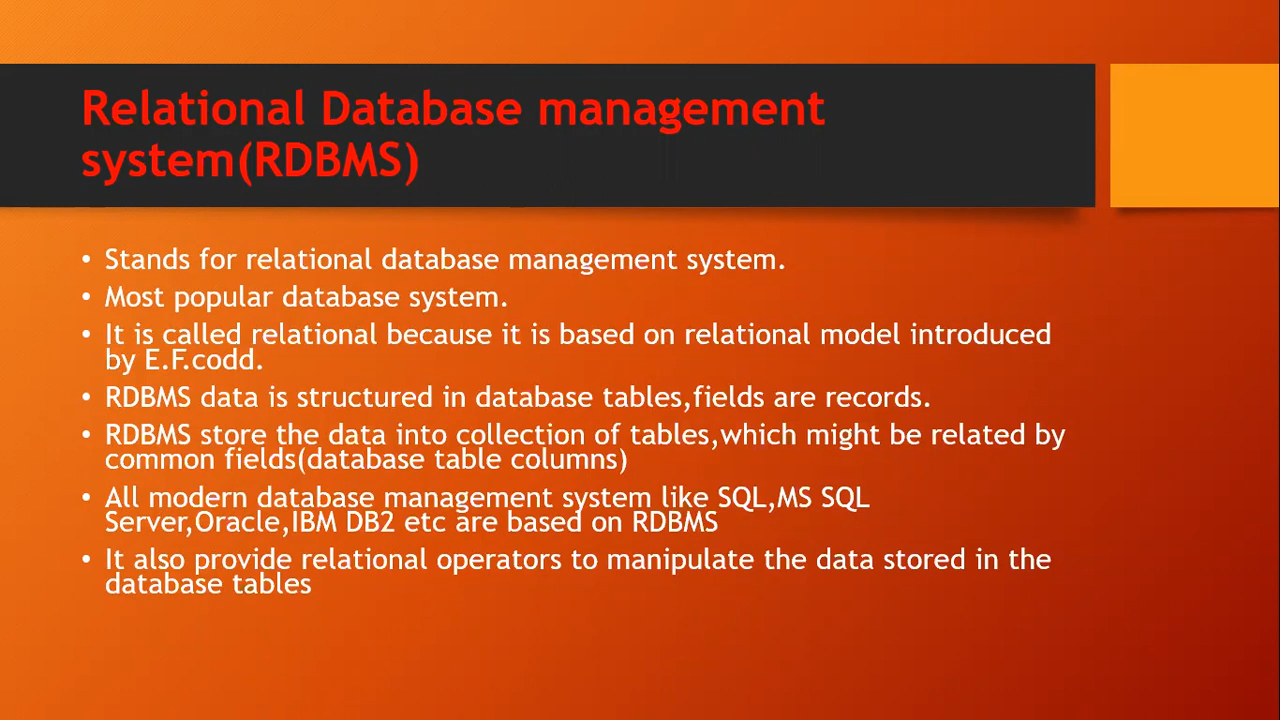 Relational Database management
system(RDBMS)
• Stands for relational database management system.
• Most popular database system.
• It is called relational because it is based on relational model introduced
by E.F.codd.
• RDBMS data is structured in database tables,fields are records.
• RDBMS store the data into collection of tables,which might be related by
common fields(database table columns)
• All modern database management system like SQL,MS SQL
Server,Oracle,IBM DB2 etc are based on RDBMS
• It also provide relational operators to manipulate the data stored in the
database tables